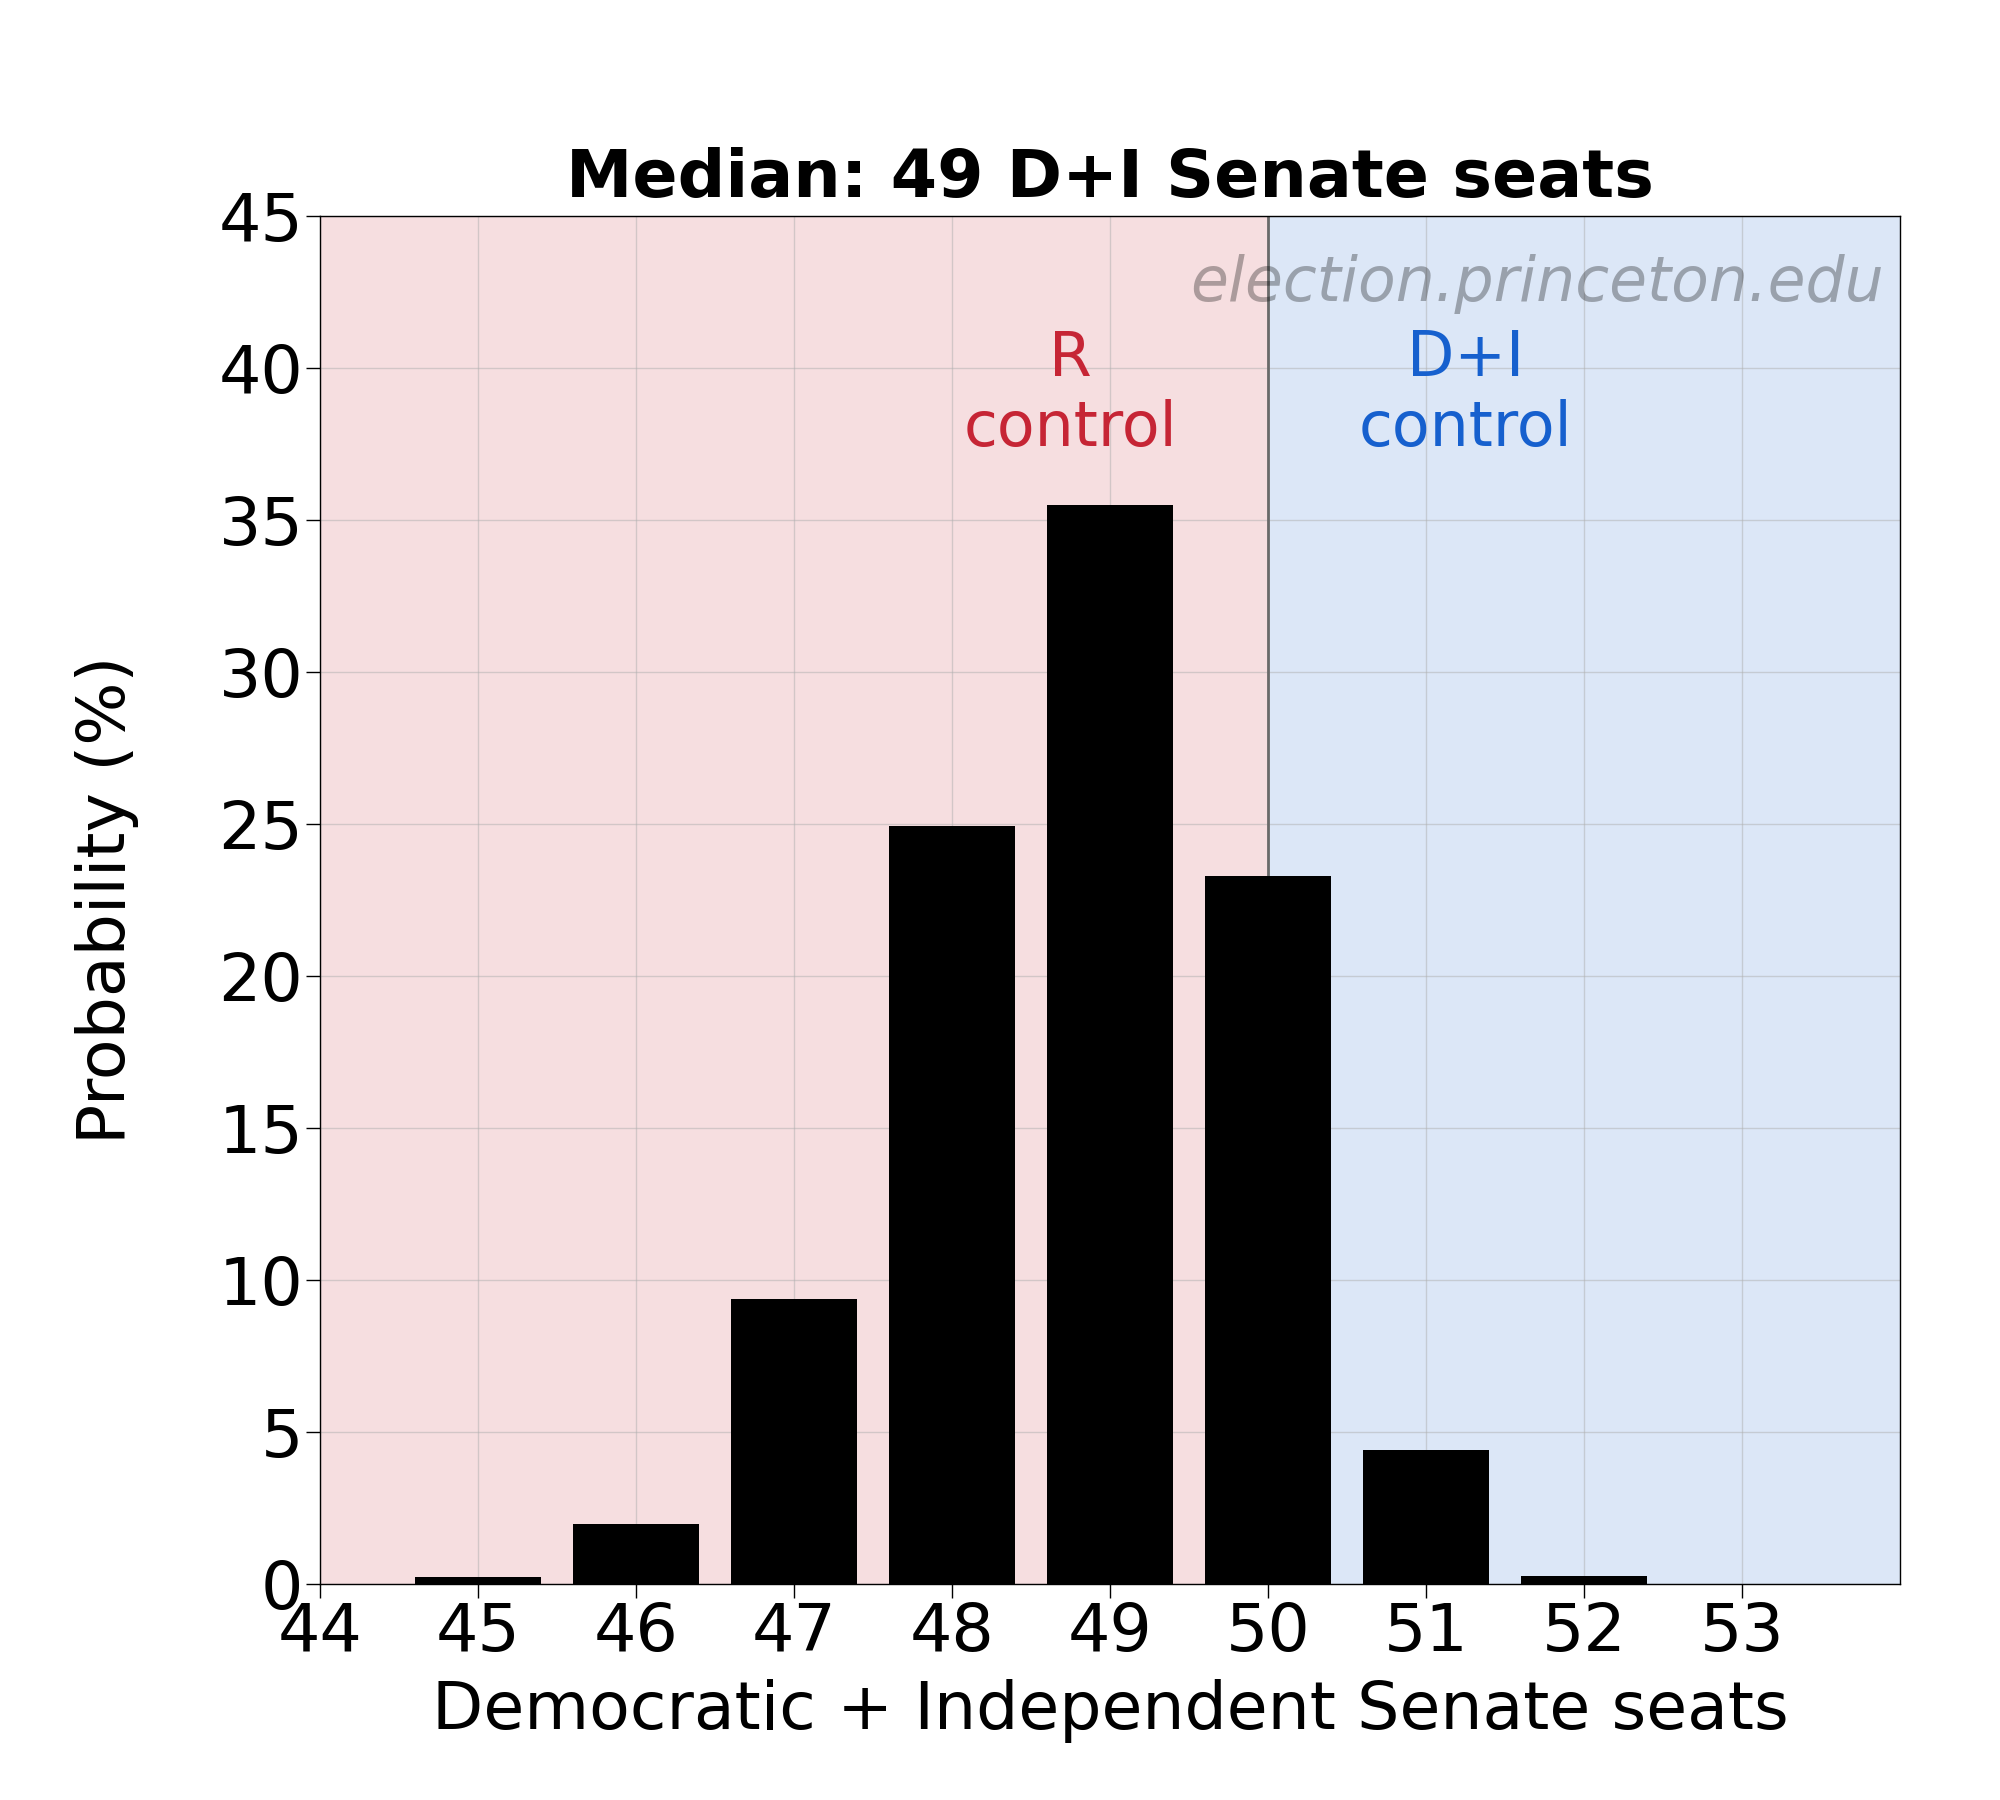 Median: 49 D+I Senate seats
election.princeton.edu
R
control
D+I
control
45
40
35
30
25
20
15
10
5
0
Probability (%)
44 45 46 47 48 49 50 51 52 53
Democratic + Independent Senate seats